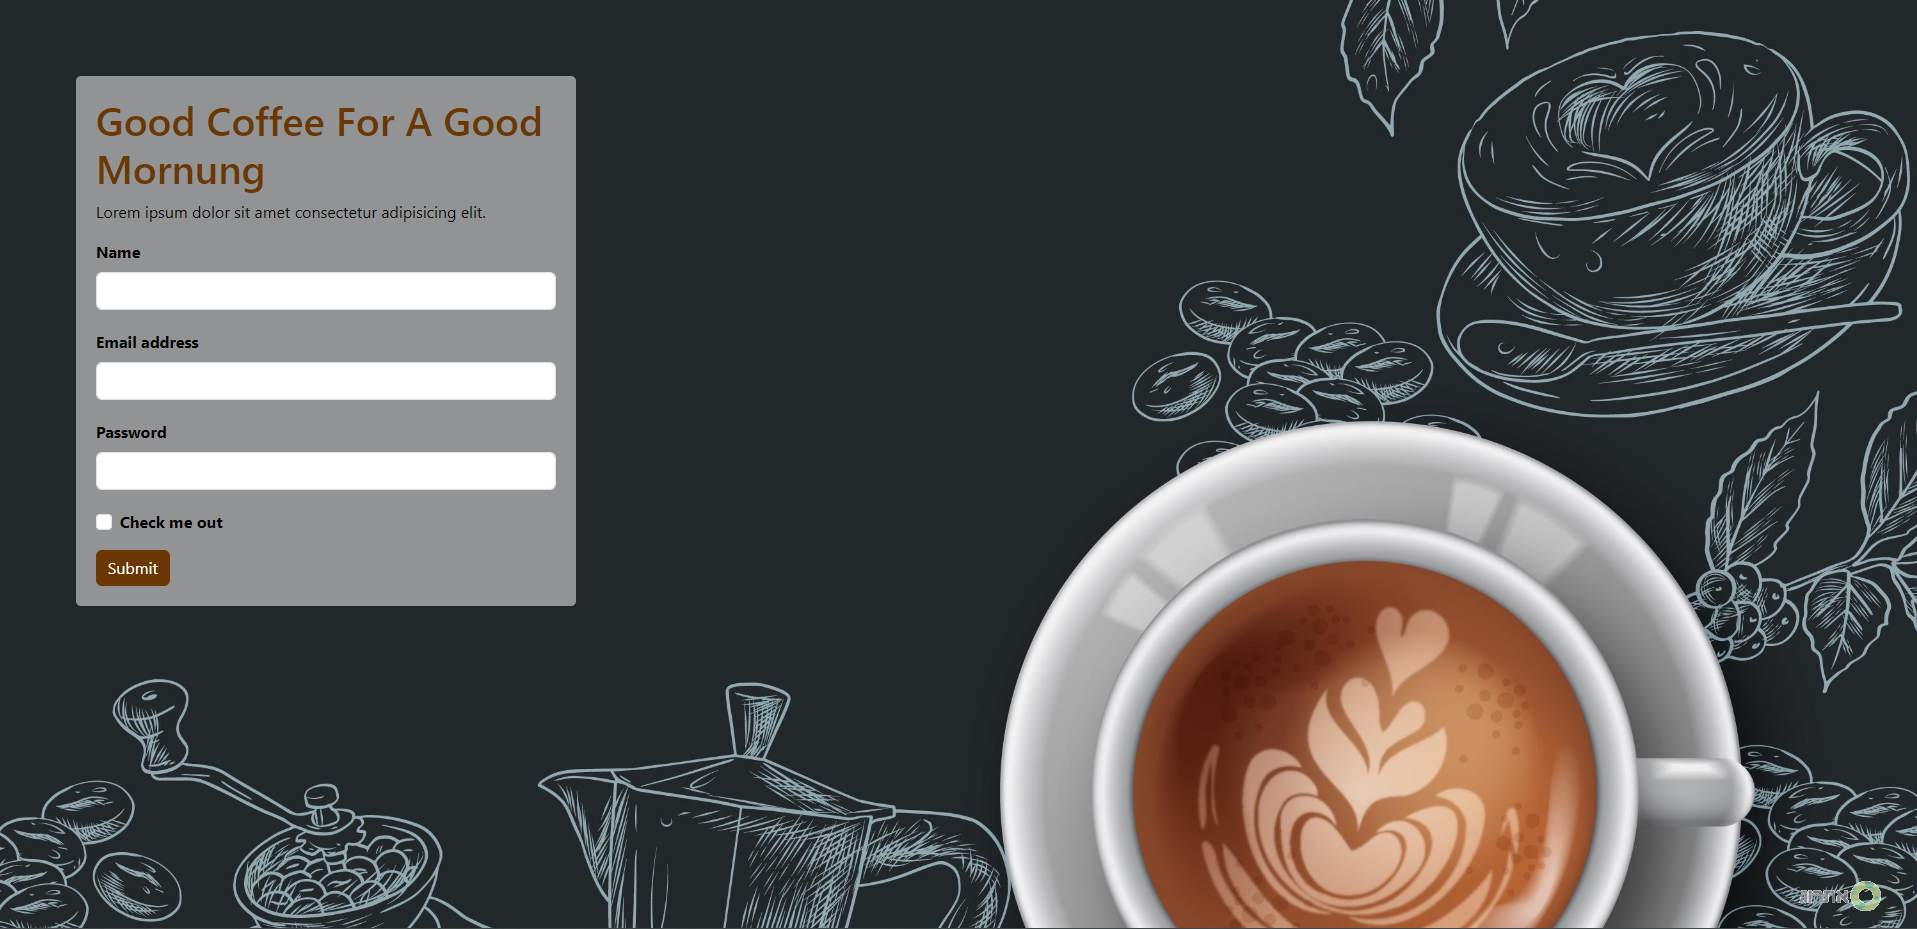 Good Coffee For A Good
Mornung
Lorem ipsum dolor sit amet consectetur adipisicing elit.
Name
Email address
Password
Check me out
Submit